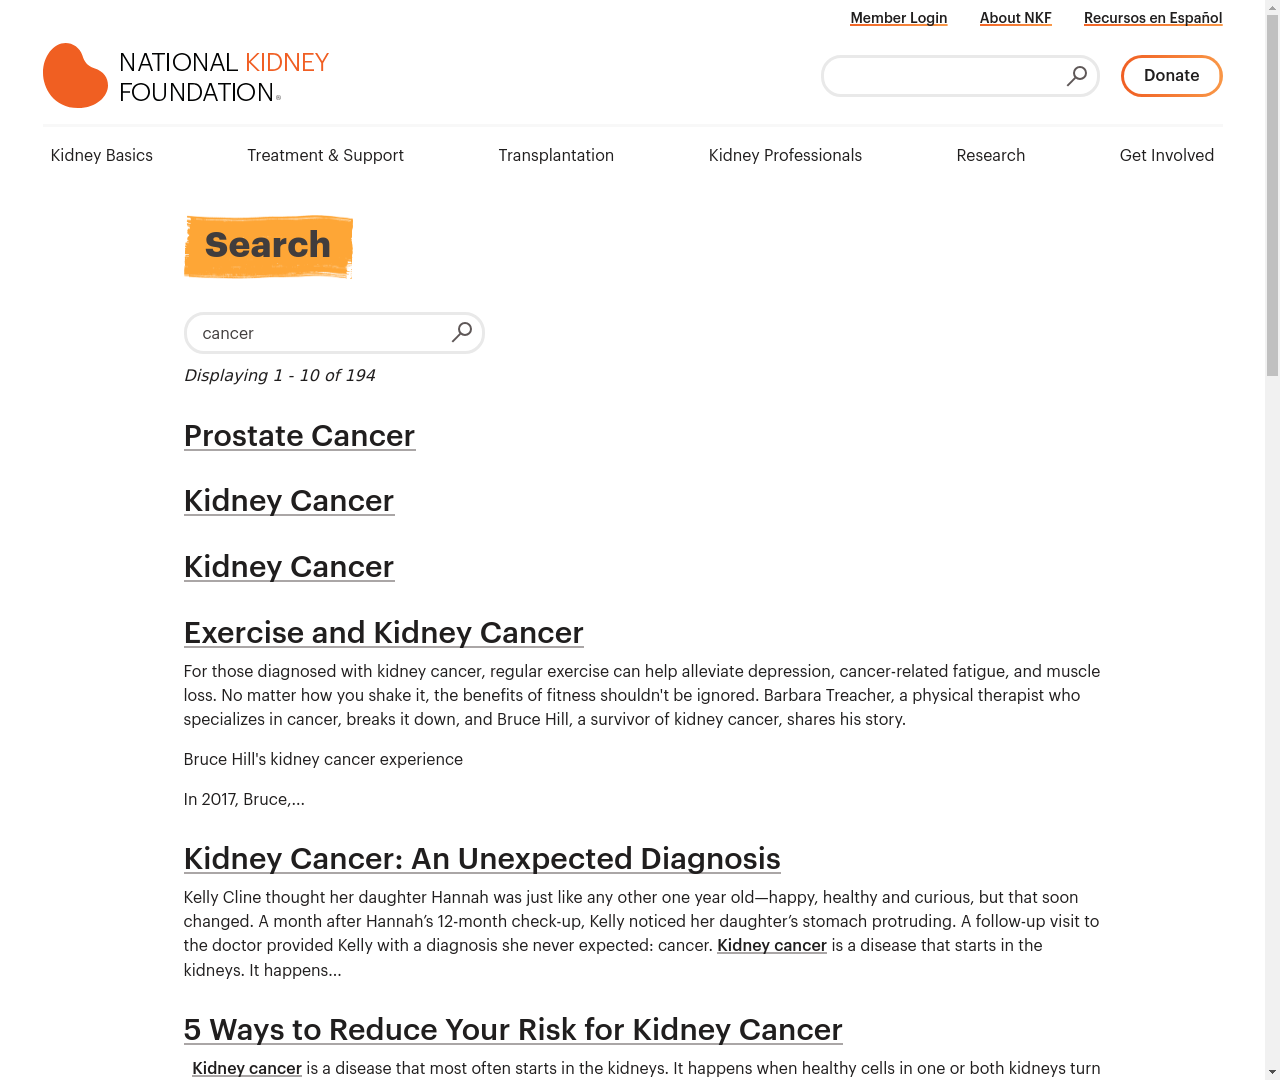 Member Login About NKF Recursos en Español
NATIONAL KIDNEY
FOUNDATION®
Donate
Kidney Basics Treatment & Support Transplantation Kidney Professionals Research Get Involved
Search
cancer
Displaying 1 - 10 of 194
Prostate Cancer
Kidney Cancer
Kidney Cancer
Exercise and Kidney Cancer
For those diagnosed with kidney cancer, regular exercise can help alleviate depression, cancer-related fatigue, and muscle
loss. No matter how you shake it, the benefits of fitness shouldn't be ignored. Barbara Treacher, a physical therapist who
specializes in cancer, breaks it down, and Bruce Hill, a survivor of kidney cancer, shares his story.
Bruce Hill's kidney cancer experience
In 2017, Bruce,...
Kidney Cancer: An Unexpected Diagnosis
Kelly Cline thought her daughter Hannah was just like any other one year old—happy, healthy and curious, but that soon
changed. A month after Hannah’s 12-month check-up, Kelly noticed her daughter’s stomach protruding. A follow-up visit to
the doctor provided Kelly with a diagnosis she never expected: cancer. Kidney cancer is a disease that starts in the
kidneys. It happens...
5 Ways to Reduce Your Risk for Kidney Cancer
Kidney cancer is a disease that most often starts in the kidneys. It happens when healthy cells in one or both kidneys turn